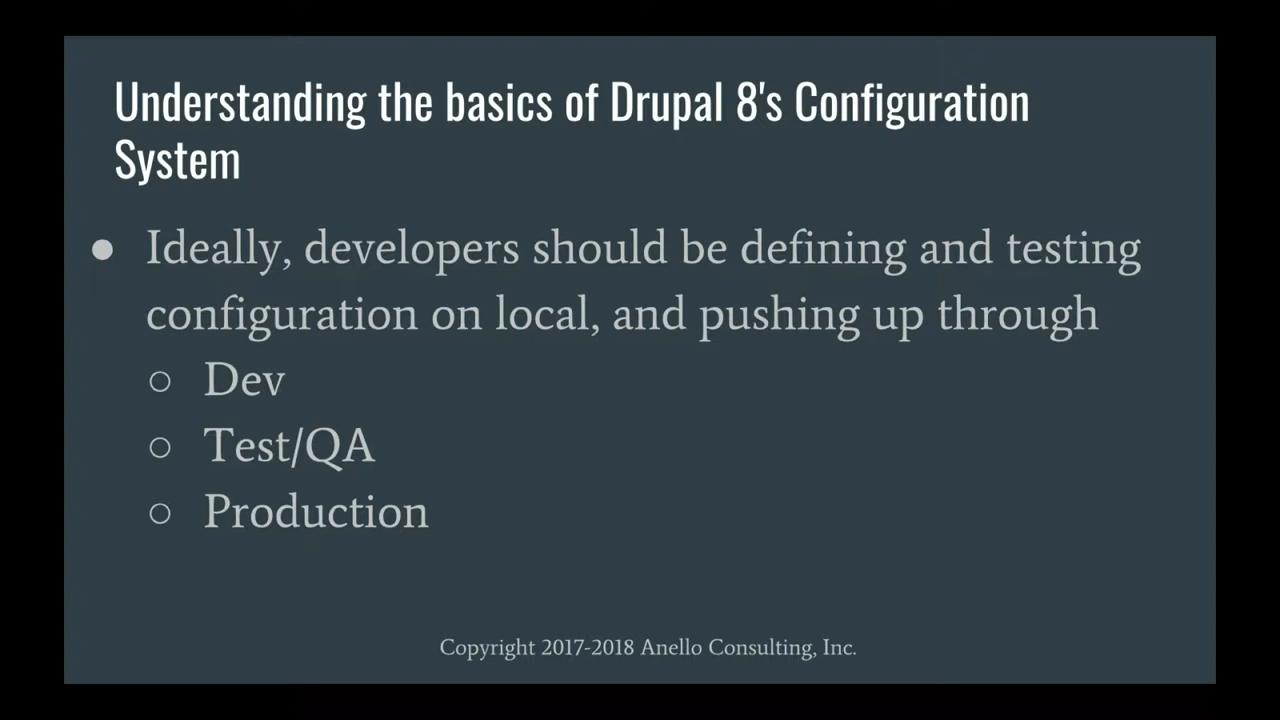 Understanding the basics of Drupal 8's Configuration
System
● Ideally, developers should be defining and testing
configuration on local, and pushing up through
○ Dev
○ Test/QA
○ Production
Copyright 2017-2018 Anello Consulting, Inc.